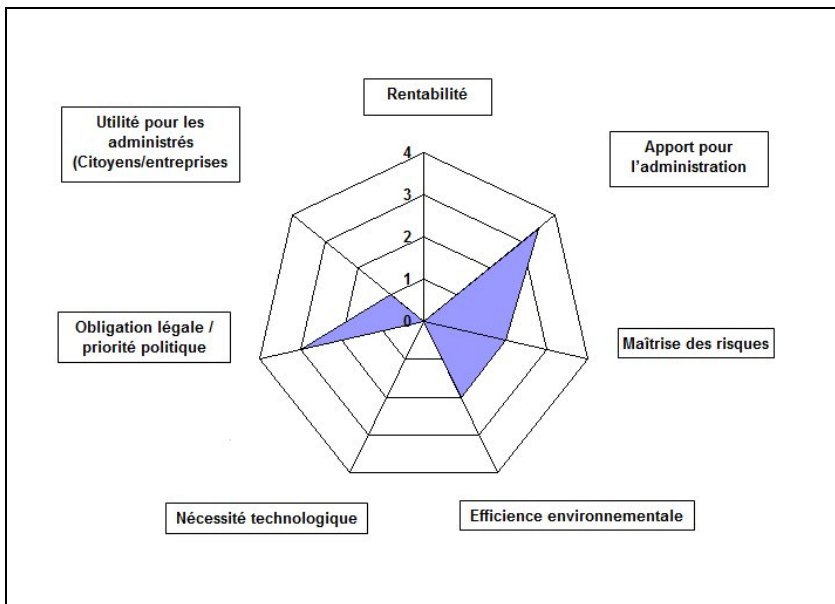 Rentabilité
Utilité pour les
administrés
(Citoyens/entreprises
Apport pour
l'administration
4
3
2
1
0
Obligation légale /
priorité politique
Maîtrise des risques
Nécessité technologique
Efficience environnementale